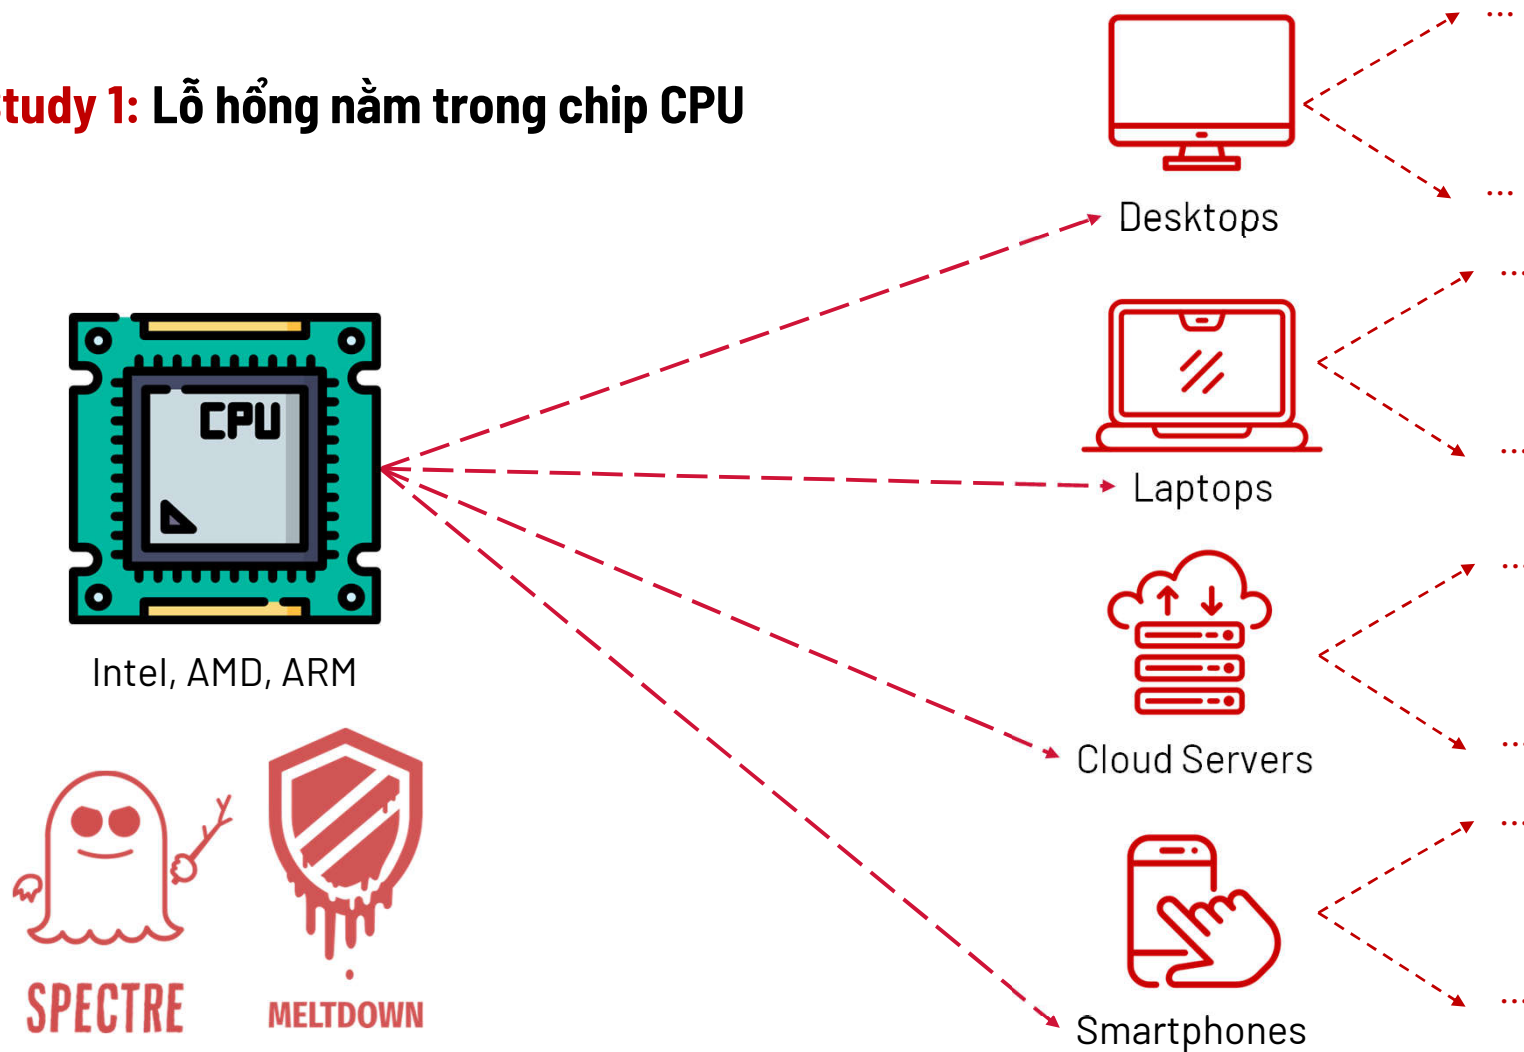 tudy 1: Lỗ hổng nằm trong chip CPU
...
...
Desktops
...
...
Laptops
CPU
Intel, AMD, ARM
...
...
Cloud Servers
...
...
Smartphones
SPECTRE
MELTDOWN